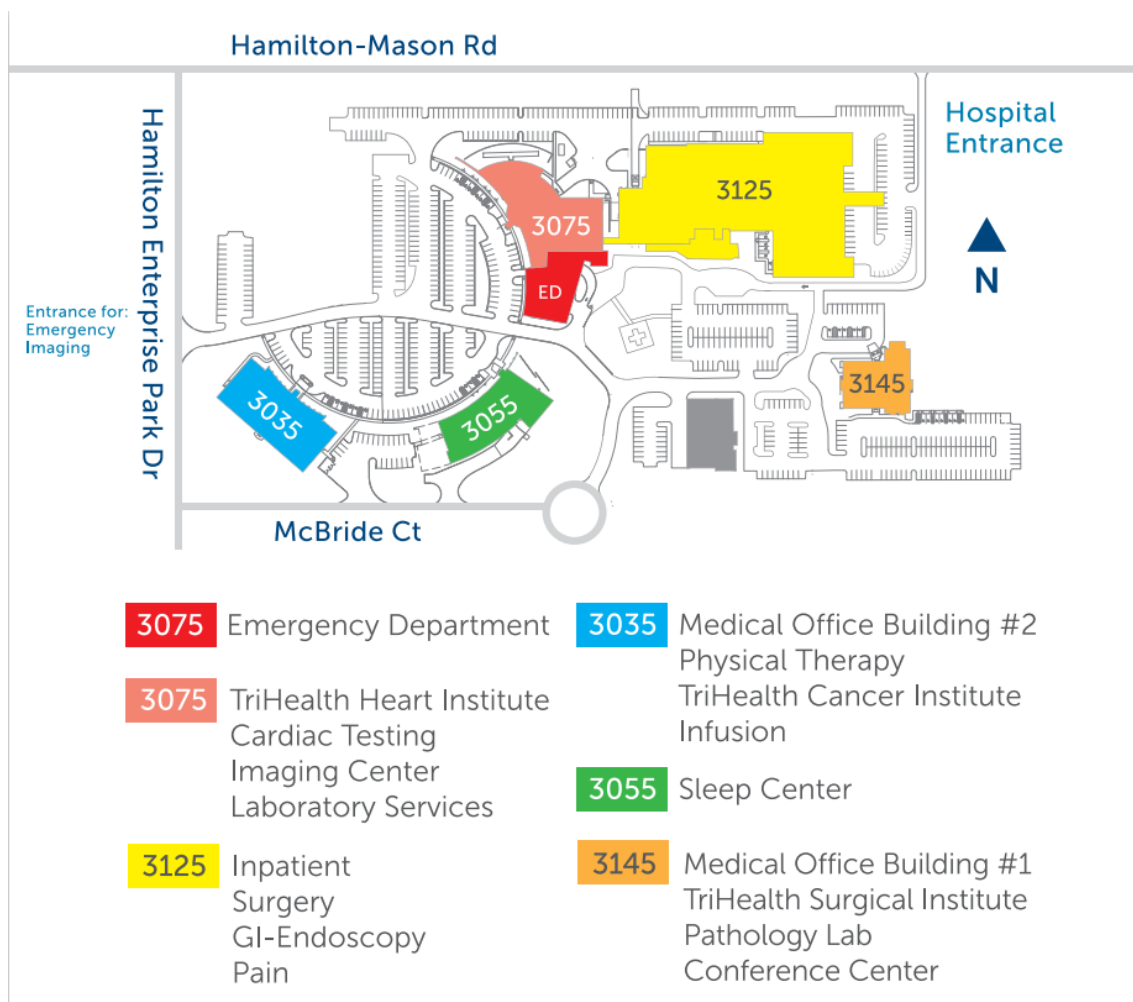 Hamilton-Mason Rd
Hamilton Enterprise Park Dr
Hospital
Entrance
3125
3075
N
ED
Entrance for:
Emergency
Imaging
3145
3035
3055
McBride Ct
3075 Emergency Department
3075 TriHealth Heart Institute
Cardiac Testing
Imaging Center
Laboratory Services
3125 Inpatient
Surgery
GI-Endoscopy
Pain
3035 Medical Office Building #2
Physical Therapy
TriHealth Cancer Institute
Infusion
3055 Sleep Center
3145 Medical Office Building #1
TriHealth Surgical Institute
Pathology Lab
Conference Center